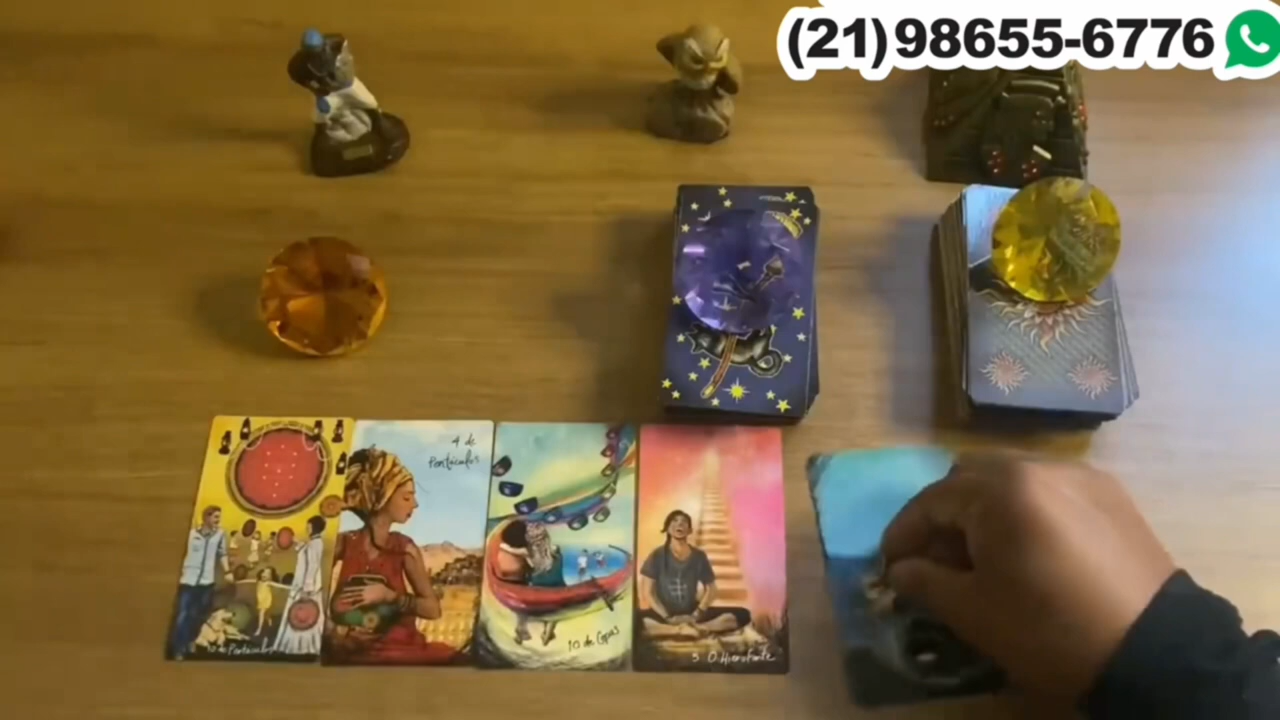 (21)98655-6776
4 de
Pentáculos
10 de Pentáculos
10 de Copas
5 O Hierofante